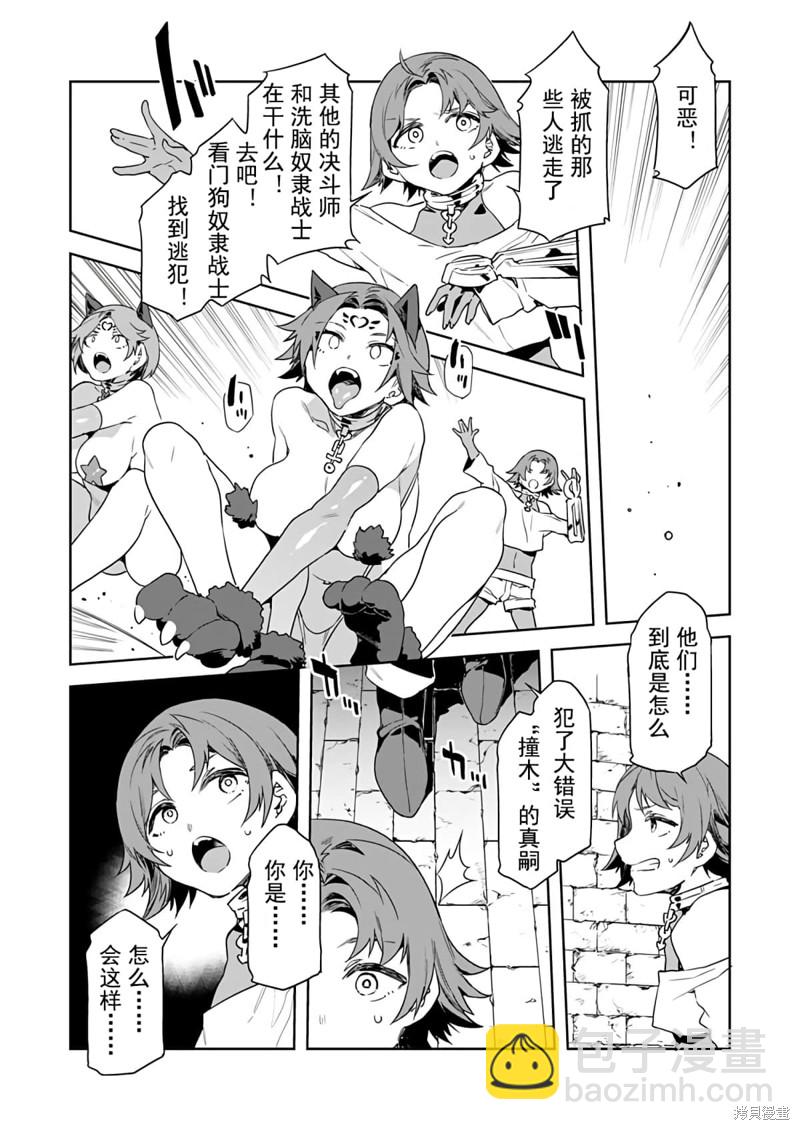 可恶！
被抓的那
些人逃走了
其他的决斗师
和洗脑奴隶战士
在干什么！
去吧！
看门狗奴隶战士
找到逃犯！
他们……
到底是怎么
犯了大错误
“撞木”的真嗣
你……
你是……
怎么……
会这样……
包子漫畫
baozimh.com
拷貝漫畫